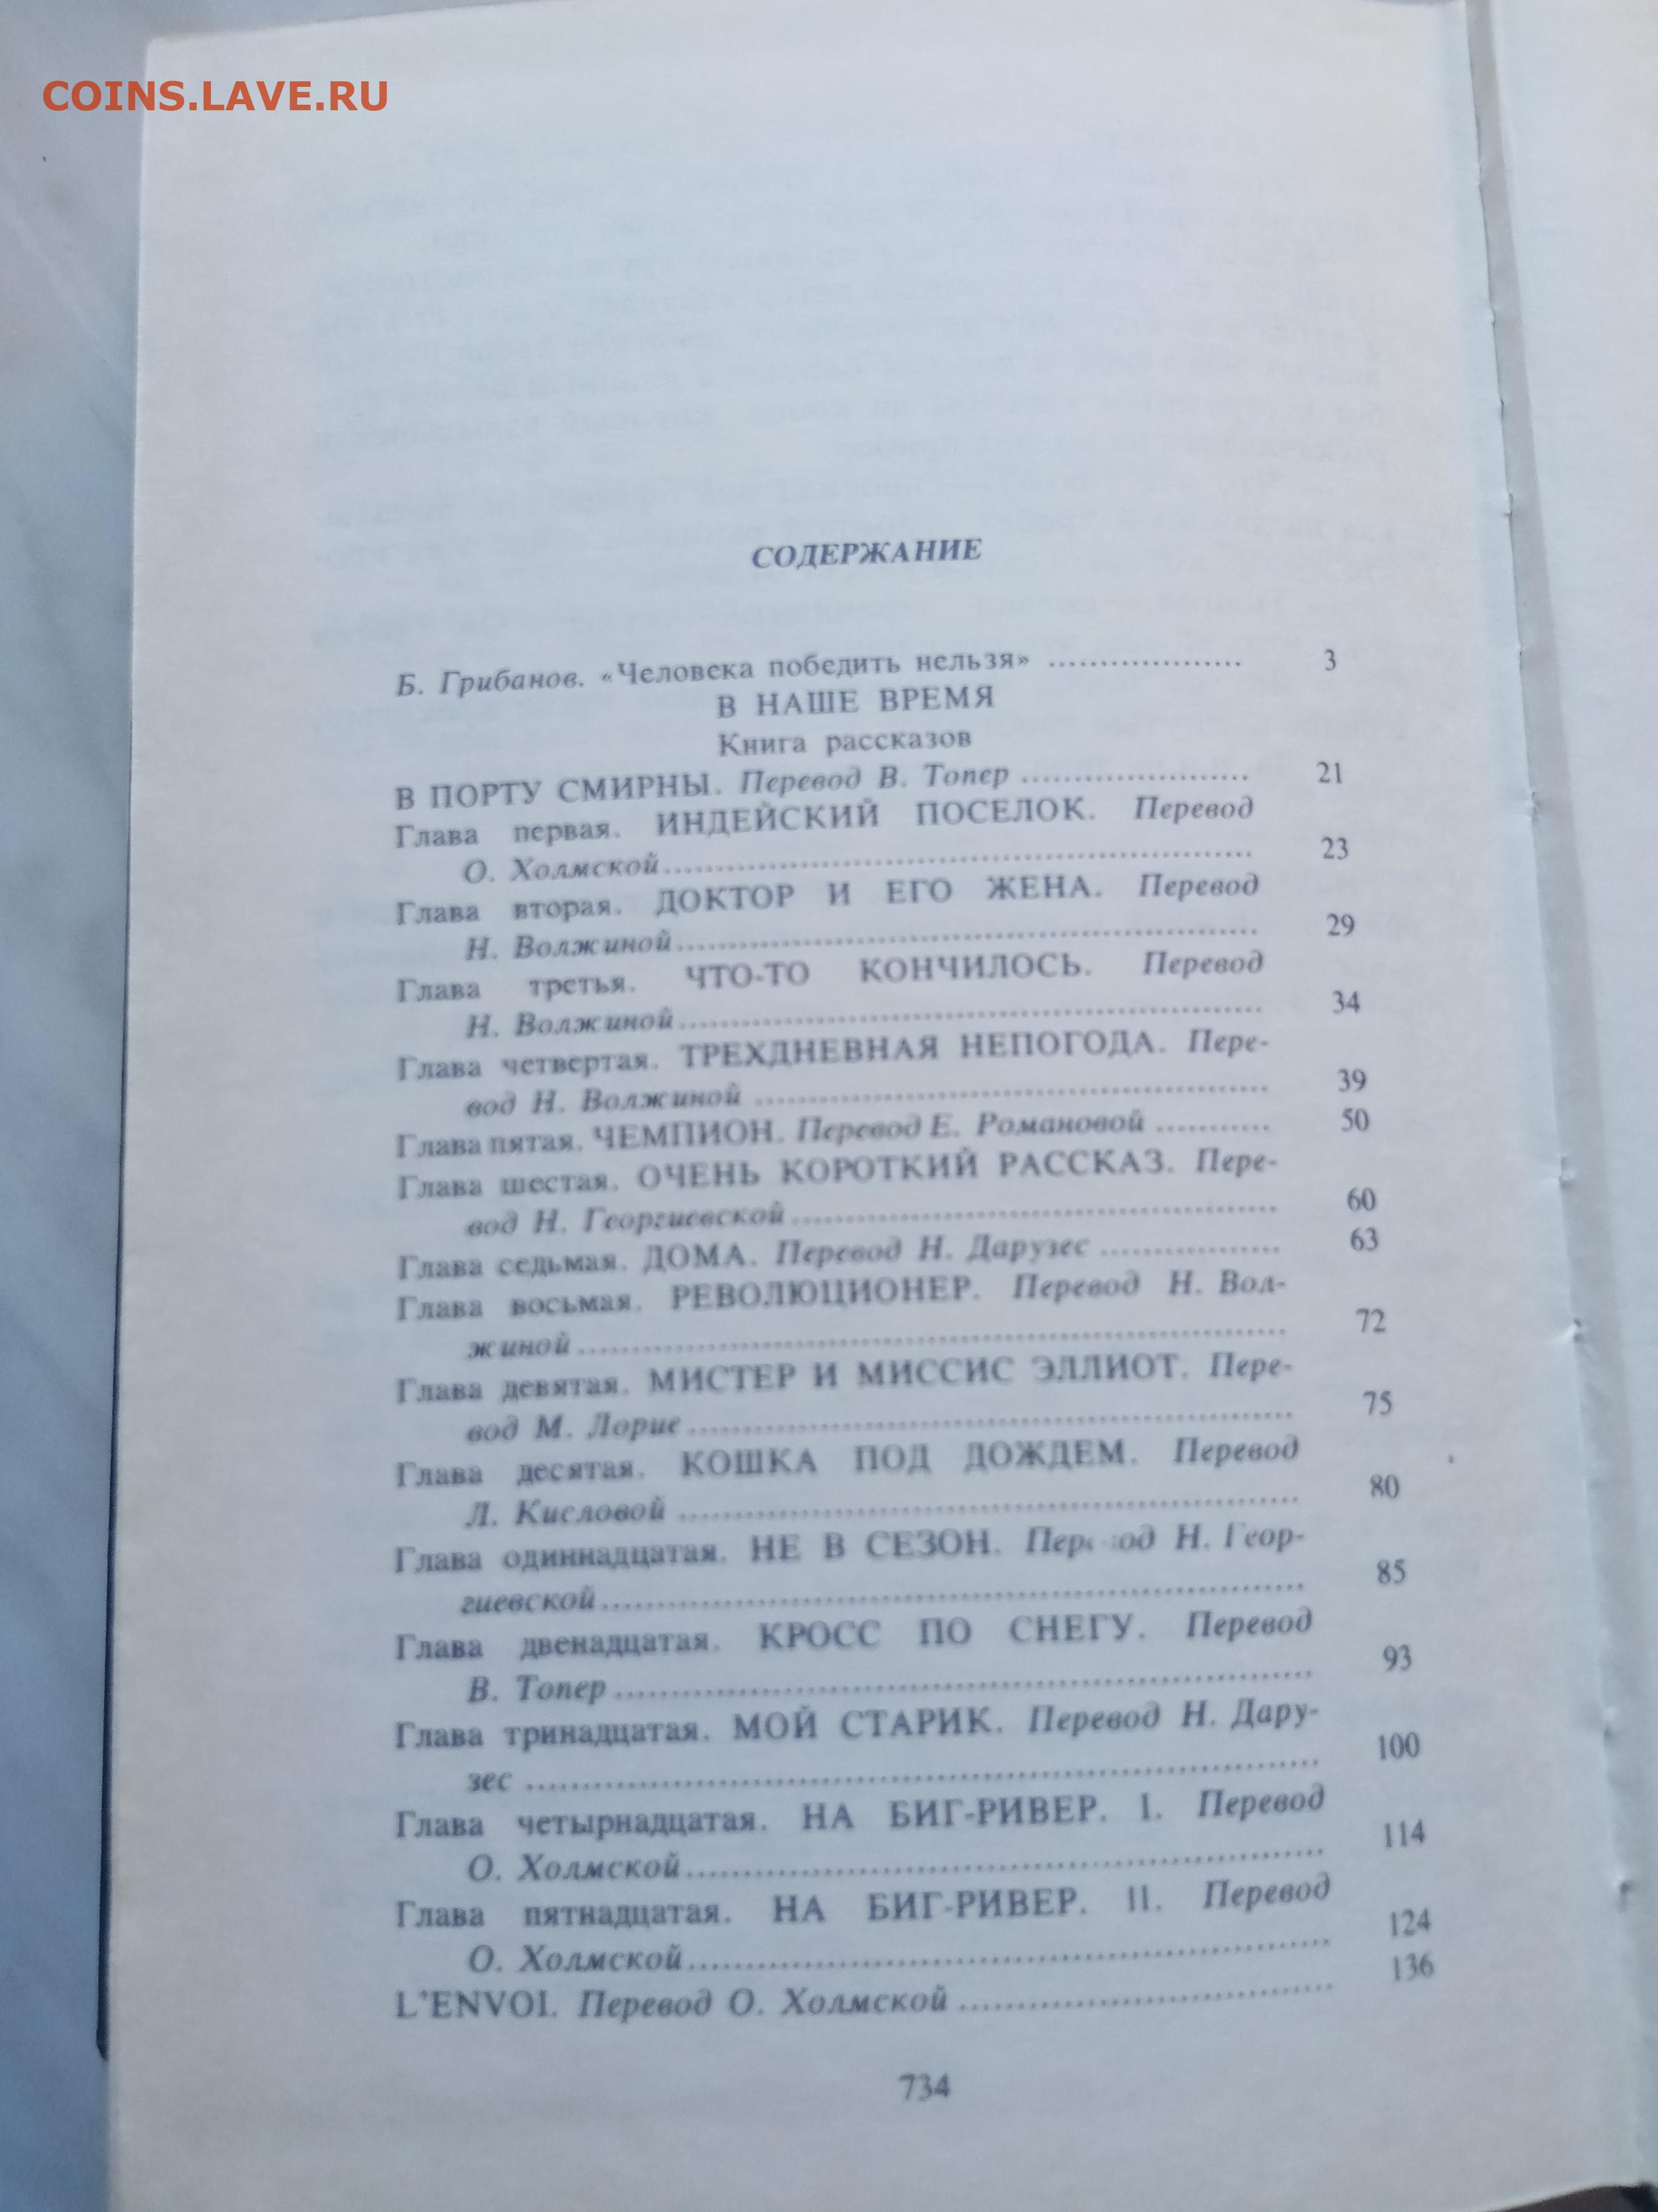 COINS.LAVE.RU
СОДЕРЖАНИЕ
Б. Грибанов. «Человека победить нельзя» .................... 3
В НАШЕ ВРЕМЯ
Книга рассказов
В ПОРТУ СМИРНЫ. Перевод В. Топер ...................... 21
Глава первая. ИНДЕЙСКИЙ ПОСЕЛОК. Перевод
О. Холмской...................................................... 23
Глава вторая. ДОКТОР И ЕГО ЖЕНА. Перевод
Н. Волжиной...................................................... 29
Глава третья. ЧТО-ТО КОНЧИЛОСЬ. Перевод
Н. Волжиной...................................................... 34
Глава четвертая. ТРЕХДНЕВНАЯ НЕПОГОДА. Пере-
вод Н. Волжиной .................................................. 39
Глава пятая. ЧЕМПИОН. Перевод Е. Романовой ........... 50
Глава шестая. ОЧЕНЬ КОРОТКИЙ РАССКАЗ. Пере-
вод Н. Георгиевской............................................... 60
Глава седьмая. ДОМА. Перевод Н. Дарузес ................. 63
Глава восьмая. РЕВОЛЮЦИОНЕР. Перевод Н. Вол-
жиной................................................................ 72
Глава девятая. МИСТЕР И МИССИС ЭЛЛИОТ. Пере-
вод М. Лорие ....................................................... 75
Глава десятая. КОШКА ПОД ДОЖДЕМ. Перевод
Л. Кисловой ........................................................ 80
Глава одиннадцатая. НЕ В СЕЗОН. Перевод Н. Геор-
гиевской............................................................. 85
Глава двенадцатая. КРОСС ПО СНЕГУ. Перевод
В. Топер ............................................................. 93
Глава тринадцатая. МОЙ СТАРИК. Перевод Н. Дару-
зес .................................................................... 100
Глава четырнадцатая. НА БИГ-РИВЕР. I. Перевод
О. Холмской........................................................ 114
Глава пятнадцатая. НА БИГ-РИВЕР. II. Перевод
О. Холмской........................................................ 124
L'ENVOI. Перевод О. Холмской .................................. 136
734